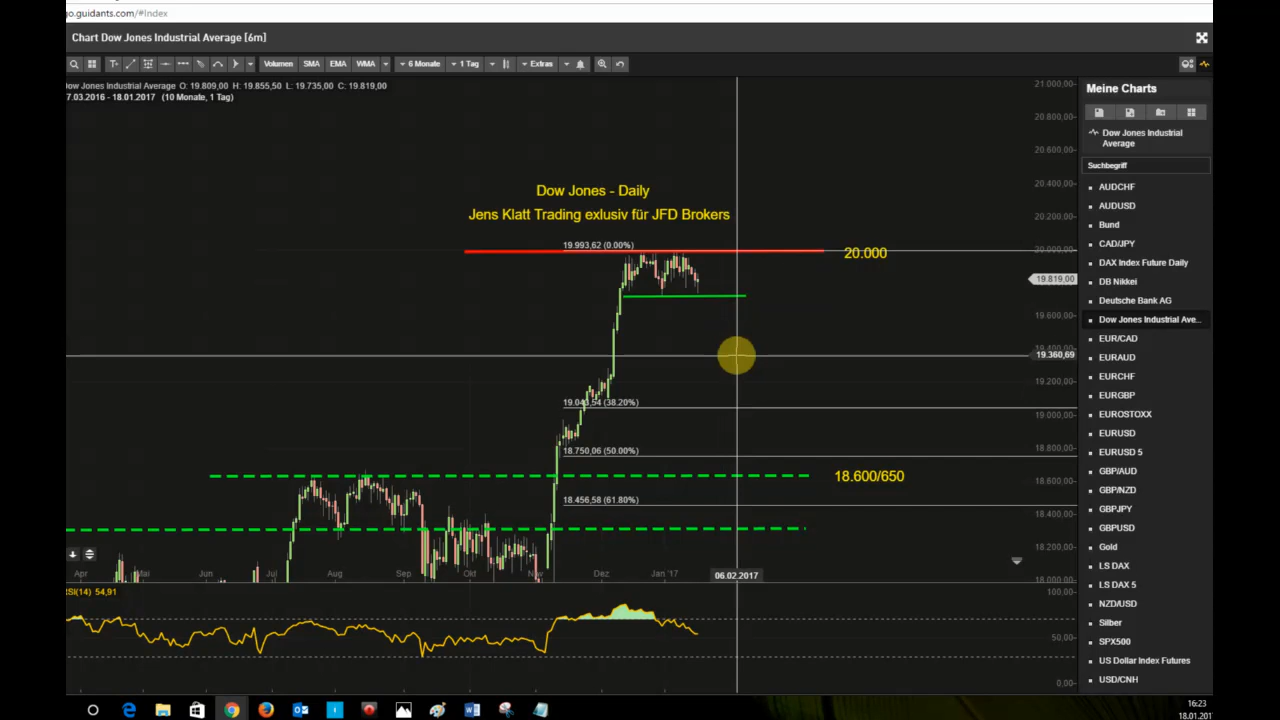 go.guidants.com/#Index
Chart Dow Jones Industrial Average [6m]
Volumen SMA EMA WMA 6 Monate 1 Tag Extras
Dow Jones Industrial Average O: 19.809,00 H: 19.855,50 L: 19.735,00 C: 19.819,00
7.03.2016 - 18.01.2017 (10 Monate, 1 Tag)
Dow Jones - Daily
Jens Klatt Trading exlusiv für JFD Brokers
19.993,62 (0.00%)
20.000
19.043,54 (38.20%)
18.750,06 (50.00%)
18.600/650
18.456,58 (61.80%)
21.000,00
20.800,00
20.400,00
20.200,00
20.000,00
19.819,00
19.600,00
19.400,00
19.360,69
19.200,00
19.000,00
18.800,00
18.600,00
18.400,00
18.200,00
18.000,00
Apr Mai Jun Jul Aug Sep Okt Nov Dez Jan '17 06.02.2017
RSI(14) 54,91
100,00
50,00
0,00
Meine Charts
Dow Jones Industrial
Average
Suchbegriff
AUDCHF
AUDUSD
Bund
CAD/JPY
DAX Index Future Daily
DB Nikkei
Deutsche Bank AG
Dow Jones Industrial Ave...
EUR/CAD
EURAUD
EURCHF
EURGBP
EUROSTOXX
EURUSD
EURUSD 5
GBP/AUD
GBP/NZD
GBPJPY
GBPUSD
Gold
LS DAX
LS DAX 5
NZD/USD
Silber
SPX500
US Dollar Index Futures
USD/CNH
16:23
18.01.201